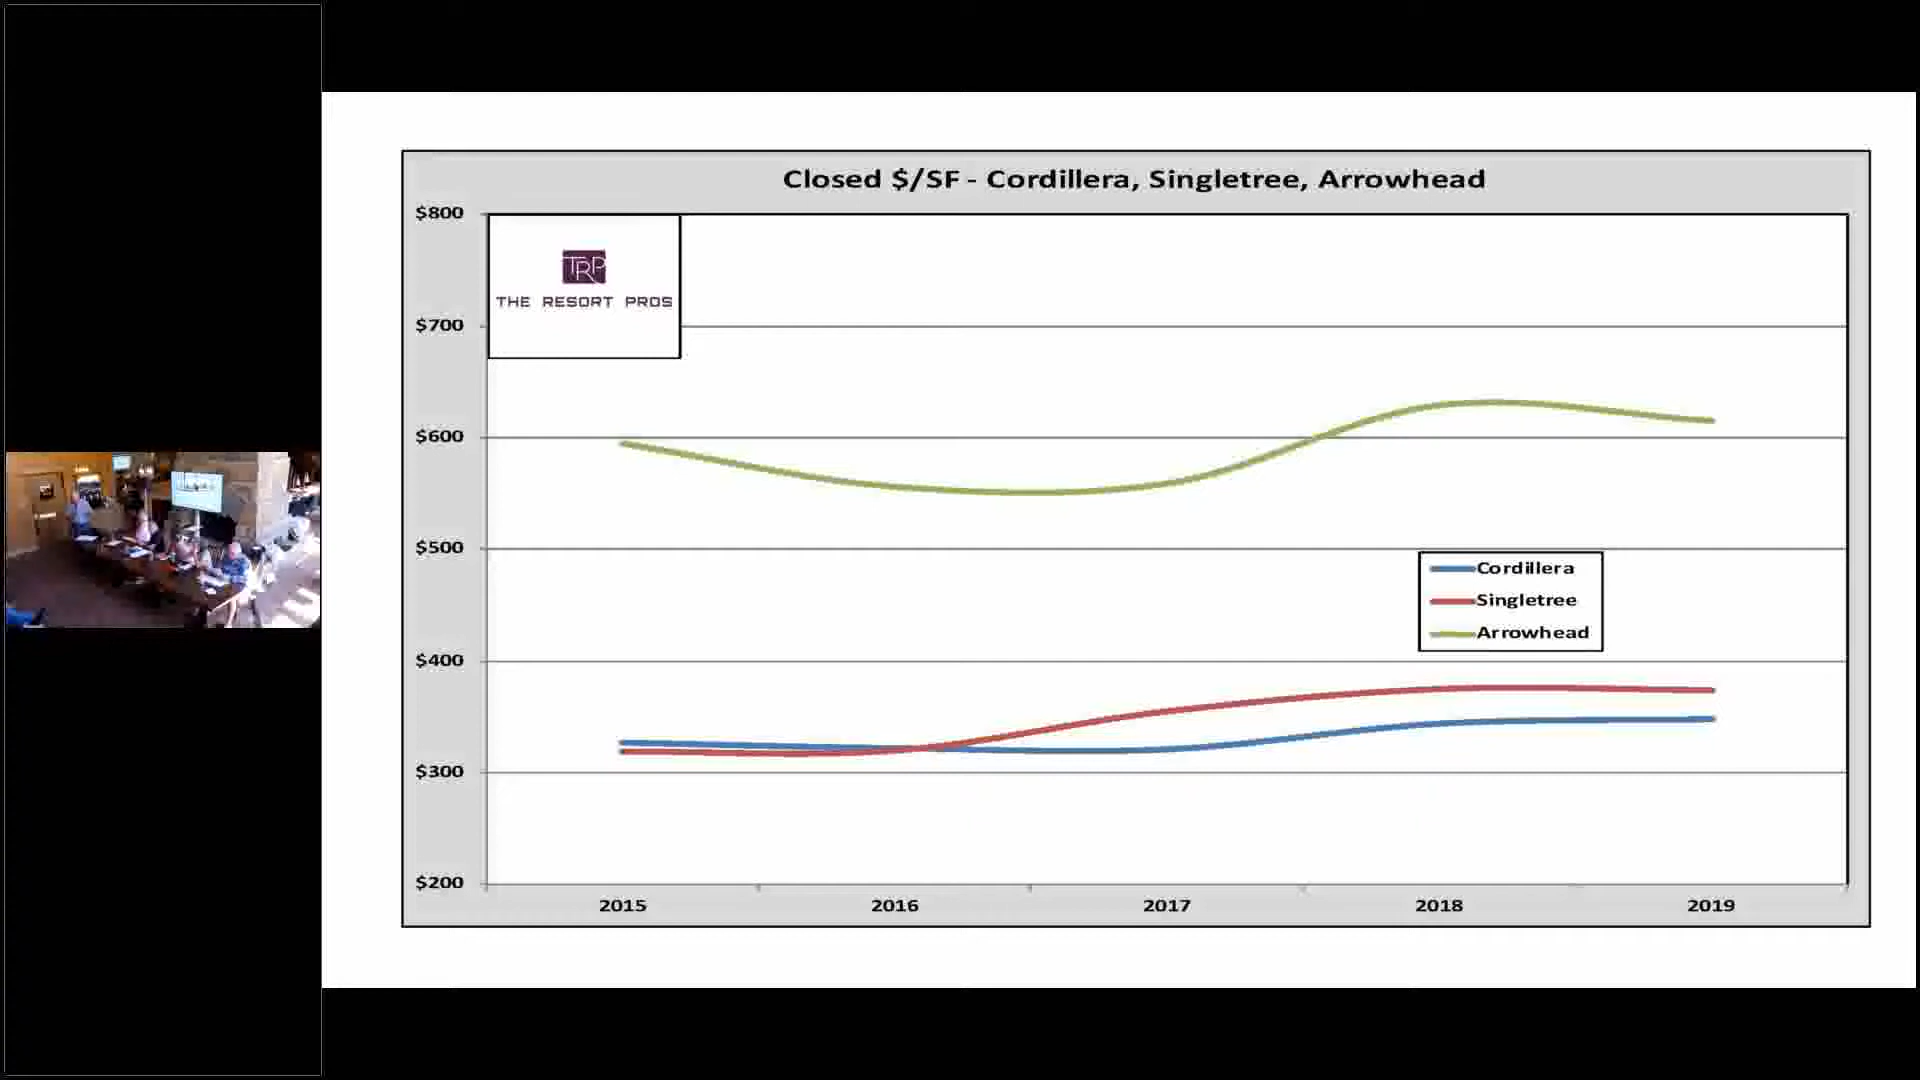 Closed $/SF - Cordillera, Singletree, Arrowhead
$800
TRP
THE RESORT PROS
$700
$600
$500
Cordillera
Singletree
Arrowhead
$400
$300
$200
2015 2016 2017 2018 2019